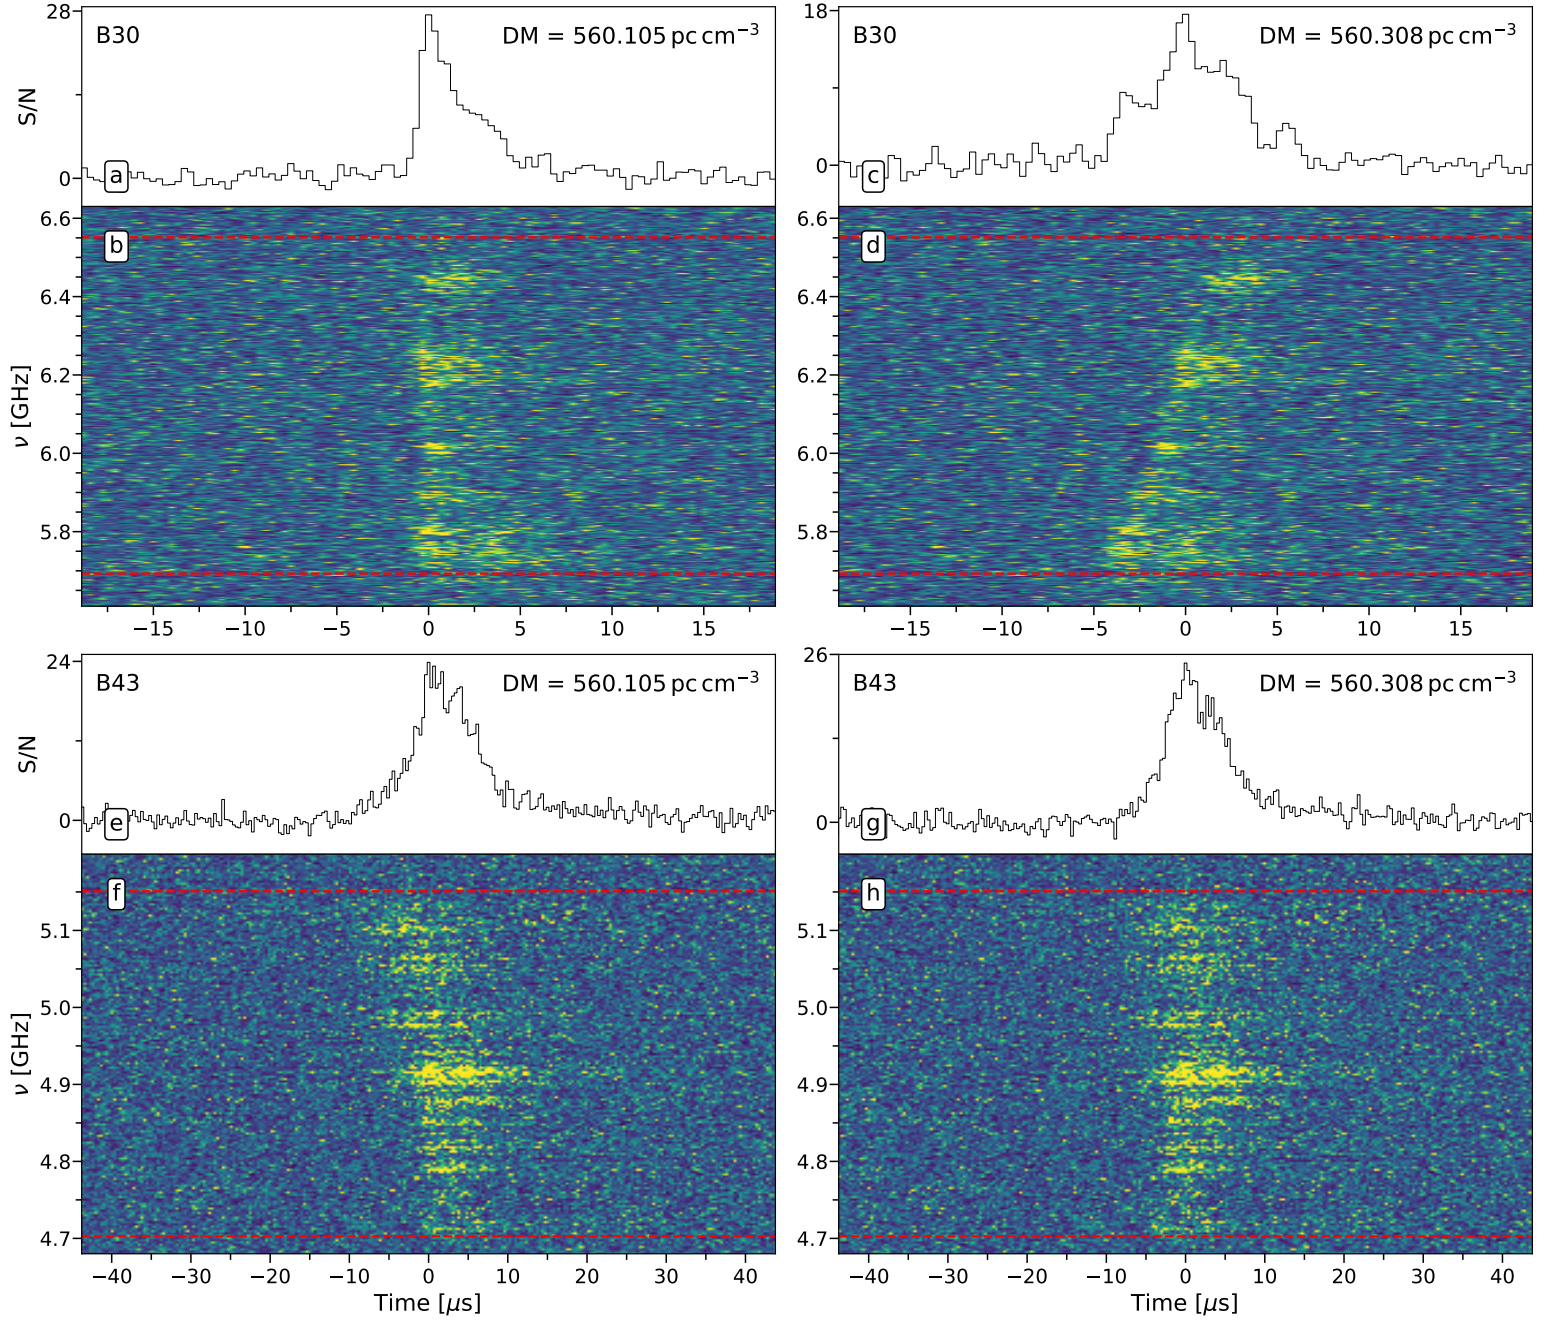 28
B30
DM = 560.105 pc cm⁻³
S/N
a
0
18
B30
DM = 560.308 pc cm⁻³
c
0
6.6
b
6.4
6.2
ν [GHz]
6.0
5.8
−15 −10 −5 0 5 10 15
6.6
d
6.4
6.2
6.0
5.8
−15 −10 −5 0 5 10 15
24
B43
DM = 560.105 pc cm⁻³
12
S/N
0
e
26
B43
DM = 560.308 pc cm⁻³
0
g
f
5.1
5.0
ν [GHz]
4.9
4.8
4.7
−40 −30 −20 −10 0 10 20 30 40
Time [μs]
h
5.1
5.0
4.9
4.8
4.7
−40 −30 −20 −10 0 10 20 30 40
Time [μs]